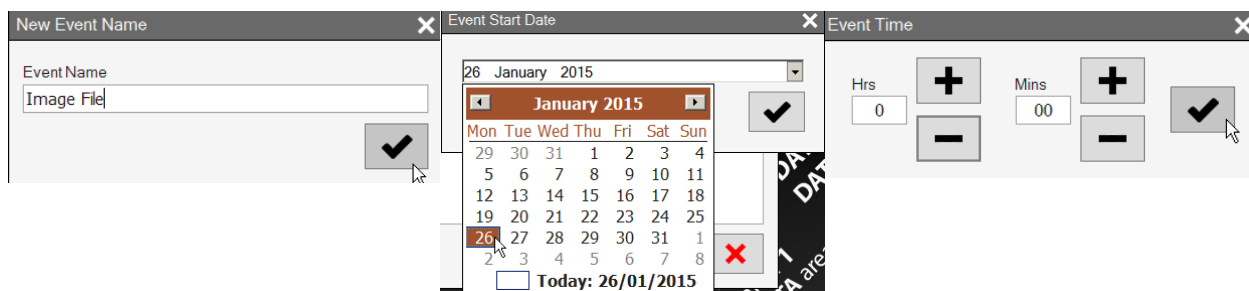 New Event Name
Event Name
Image File
Event Start Date
26 January 2015
January 2015
Mon Tue Wed Thu Fri Sat Sun
29 30 31 1 2 3 4
5 6 7 8 9 10 11
12 13 14 15 16 17 18
19 20 21 22 23 24 25
26 27 28 29 30 31 1
2 3 4 5 6 7 8
Today: 26/01/2015
Event Time
Hrs
0
Mins
00